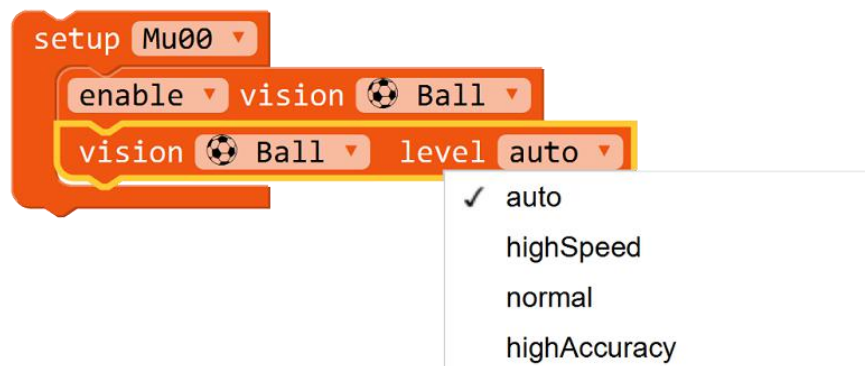 setup Mu00
enable vision Ball
vision Ball level auto
auto
highSpeed
normal
highAccuracy